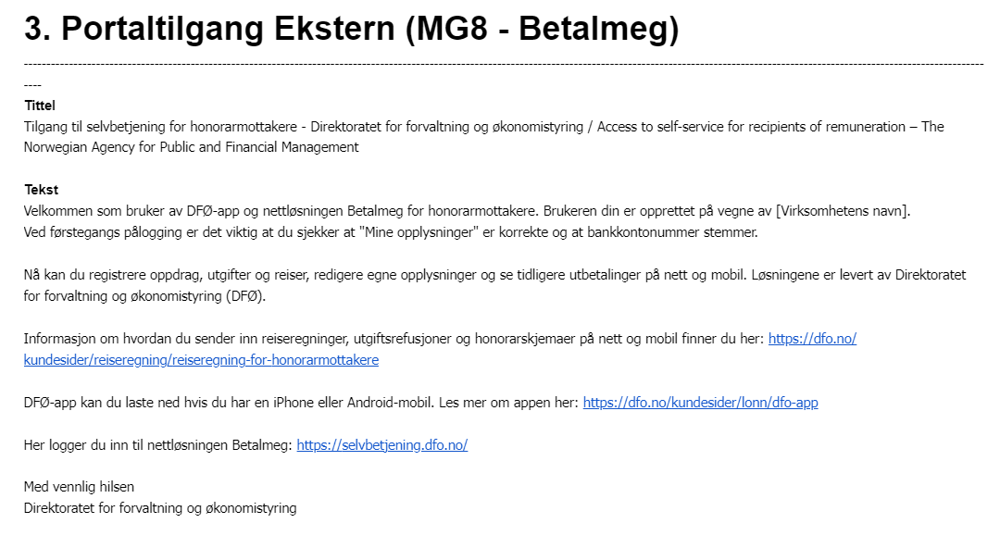 3. Portaltilgang Ekstern (MG8 - Betalmeg)
--------------------------------------------------------------------------------------------------------------------------------------------------------------------------------------------------------------------
----
Tittel
Tilgang til selvbetjening for honorarmottakere - Direktoratet for forvaltning og økonomistyring / Access to self-service for recipients of remuneration – The
Norwegian Agency for Public and Financial Management
Tekst
Velkommen som bruker av DFØ-app og nettløsningen Betalmeg for honorarmottakere. Brukeren din er opprettet på vegne av [Virksomhetens navn].
Ved førstegangs pålogging er det viktig at du sjekker at "Mine opplysninger" er korrekte og at bankkontonummer stemmer.
Nå kan du registrere oppdrag, utgifter og reiser, redigere egne opplysninger og se tidligere utbetalinger på nett og mobil. Løsningene er levert av Direktoratet
for forvaltning og økonomistyring (DFØ).
Informasjon om hvordan du sender inn reiseregninger, utgiftsrefusjoner og honorarskjemaer på nett og mobil finner du her: https://dfo.no/
kundesider/reiseregning/reiseregning-for-honorarmottakere
DFØ-app kan du laste ned hvis du har en iPhone eller Android-mobil. Les mer om appen her: https://dfo.no/kundesider/lonn/dfo-app
Her logger du inn til nettløsningen Betalmeg: https://selvbetjening.dfo.no/
Med vennlig hilsen
Direktoratet for forvaltning og økonomistyring